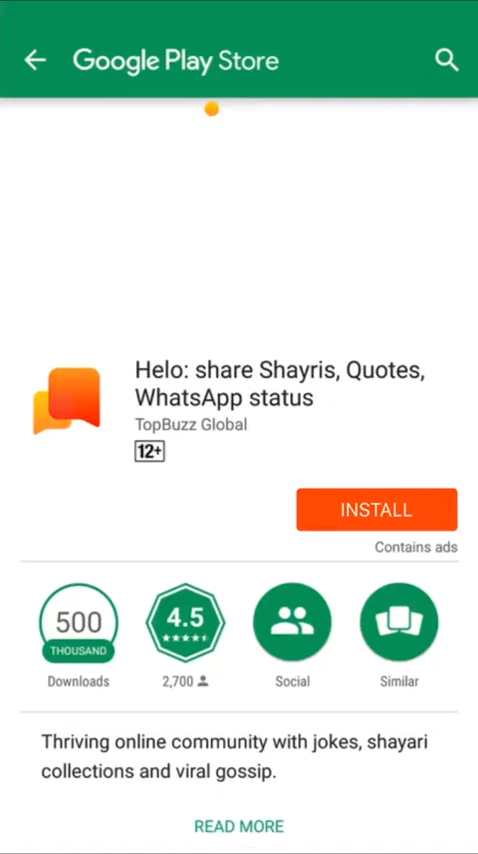 Google Play Store
Helo: share Shayris, Quotes,
WhatsApp status
TopBuzz Global
12+
INSTALL
Contains ads
500
THOUSAND
Downloads
4.5
2,700
Social
Similar
Thriving online community with jokes, shayari
collections and viral gossip.
READ MORE